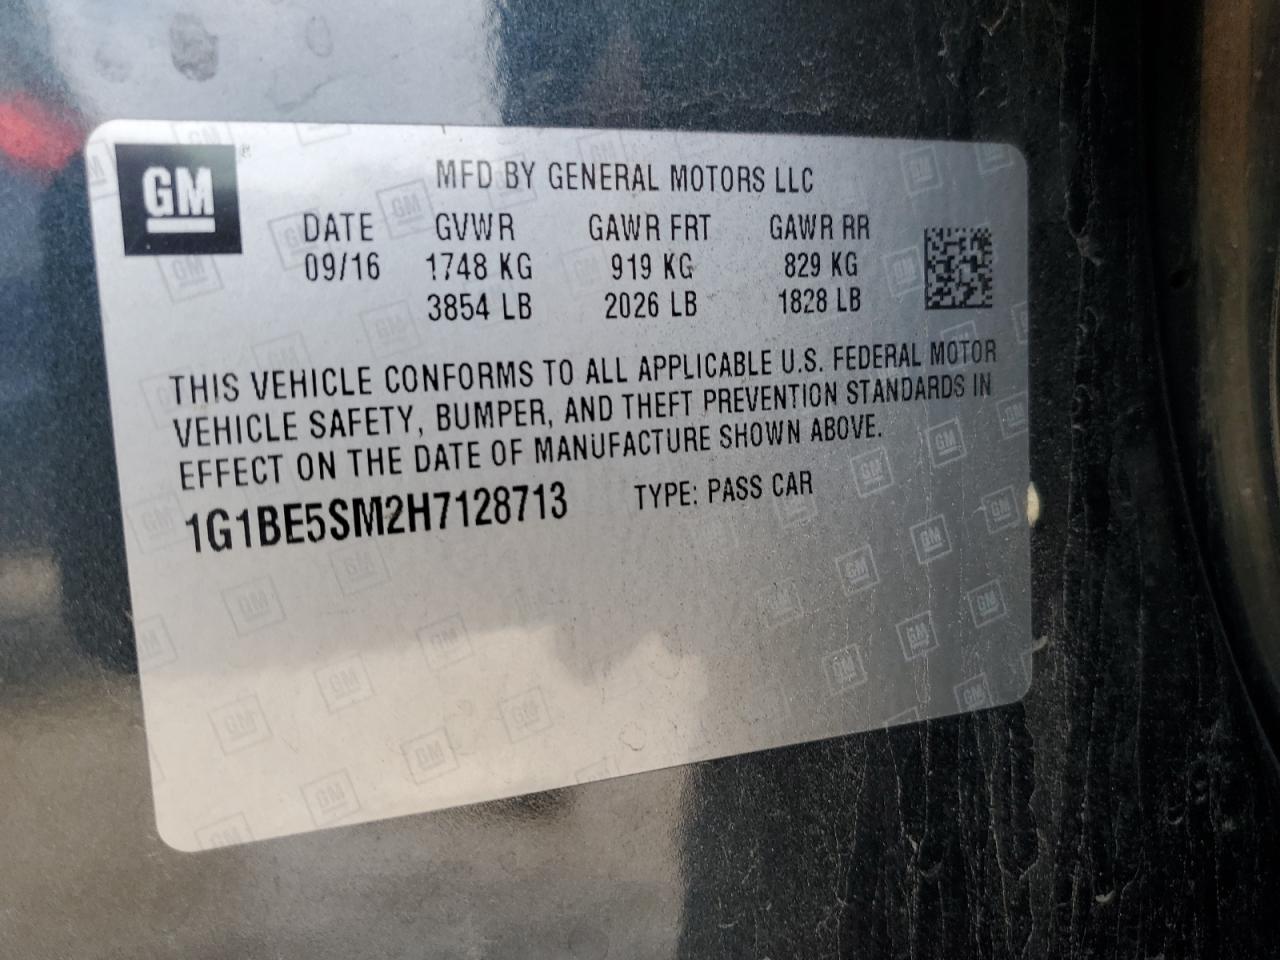 GM
MFD BY GENERAL MOTORS LLC
DATE GVWR GAWR FRT GAWR RR
09/16 1748 KG 919 KG 829 KG
3854 LB 2026 LB 1828 LB
THIS VEHICLE CONFORMS TO ALL APPLICABLE U.S. FEDERAL MOTOR
VEHICLE SAFETY, BUMPER, AND THEFT PREVENTION STANDARDS IN
EFFECT ON THE DATE OF MANUFACTURE SHOWN ABOVE.
1G1BE5SM2H7128713 TYPE: PASS CAR